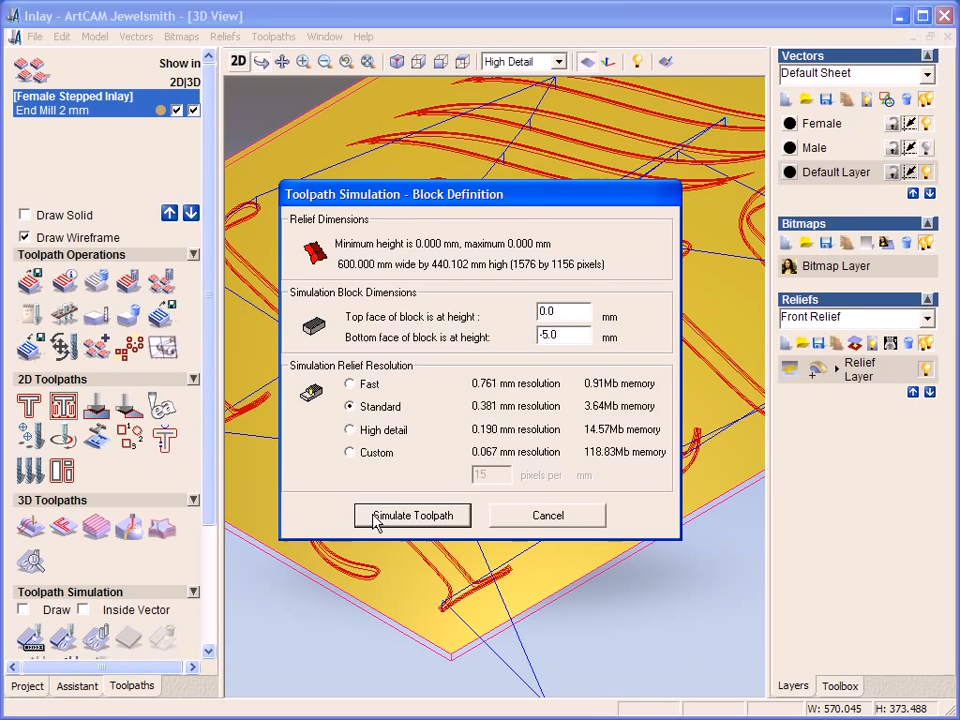 Inlay - ArtCAM Jewelsmith - [3D View]
File Edit Model Vectors Bitmaps Reliefs Toolpaths Window Help
Show in
2D|3D
[Female Stepped Inlay]
End Mill 2 mm
Draw Solid
Draw Wireframe
Toolpath Operations
2D Toolpaths
3D Toolpaths
Toolpath Simulation
Draw Inside Vector
Project Assistant Toolpaths
2D High Detail
Toolpath Simulation - Block Definition
Relief Dimensions
Minimum height is 0.000 mm, maximum 0.000 mm
600.000 mm wide by 440.102 mm high (1576 by 1156 pixels)
Simulation Block Dimensions
Top face of block is at height : 0.0 mm
Bottom face of block is at height: -5.0 mm
Simulation Relief Resolution
Fast 0.761 mm resolution 0.91Mb memory
Standard 0.381 mm resolution 3.64Mb memory
High detail 0.190 mm resolution 14.57Mb memory
Custom 0.067 mm resolution 118.83Mb memory
15 pixels per mm
Simulate Toolpath Cancel
Vectors
Default Sheet
Female
Male
Default Layer
Bitmaps
Bitmap Layer
Reliefs
Front Relief
Relief
Layer
Layers Toolbox
W: 570.045 H: 373.488